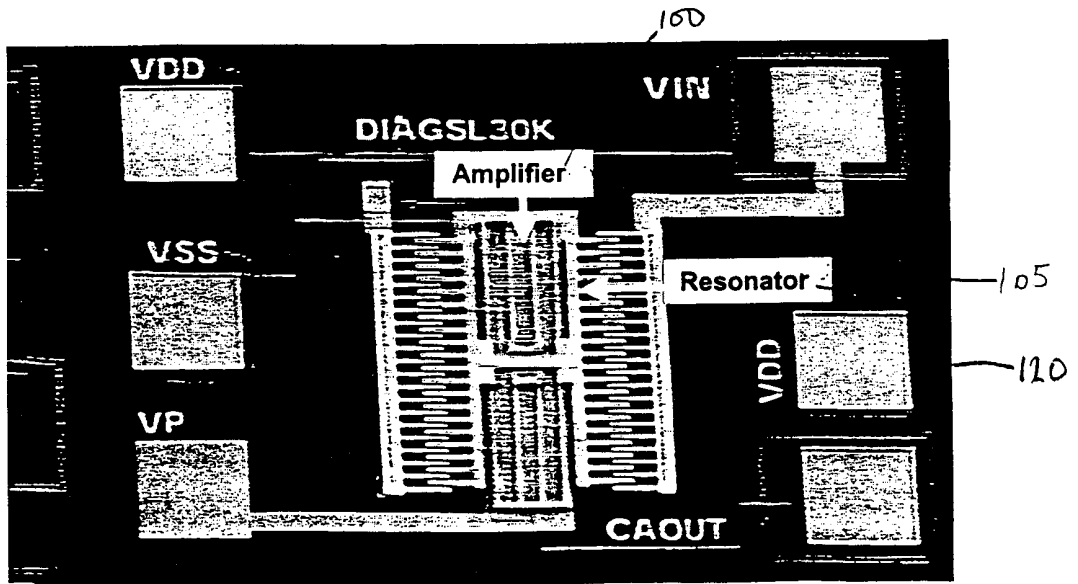 100
VDD
VIN
DIAGSL30K
Amplifier
VSS
Resonator
105
VDD
120
VP
CAOUT